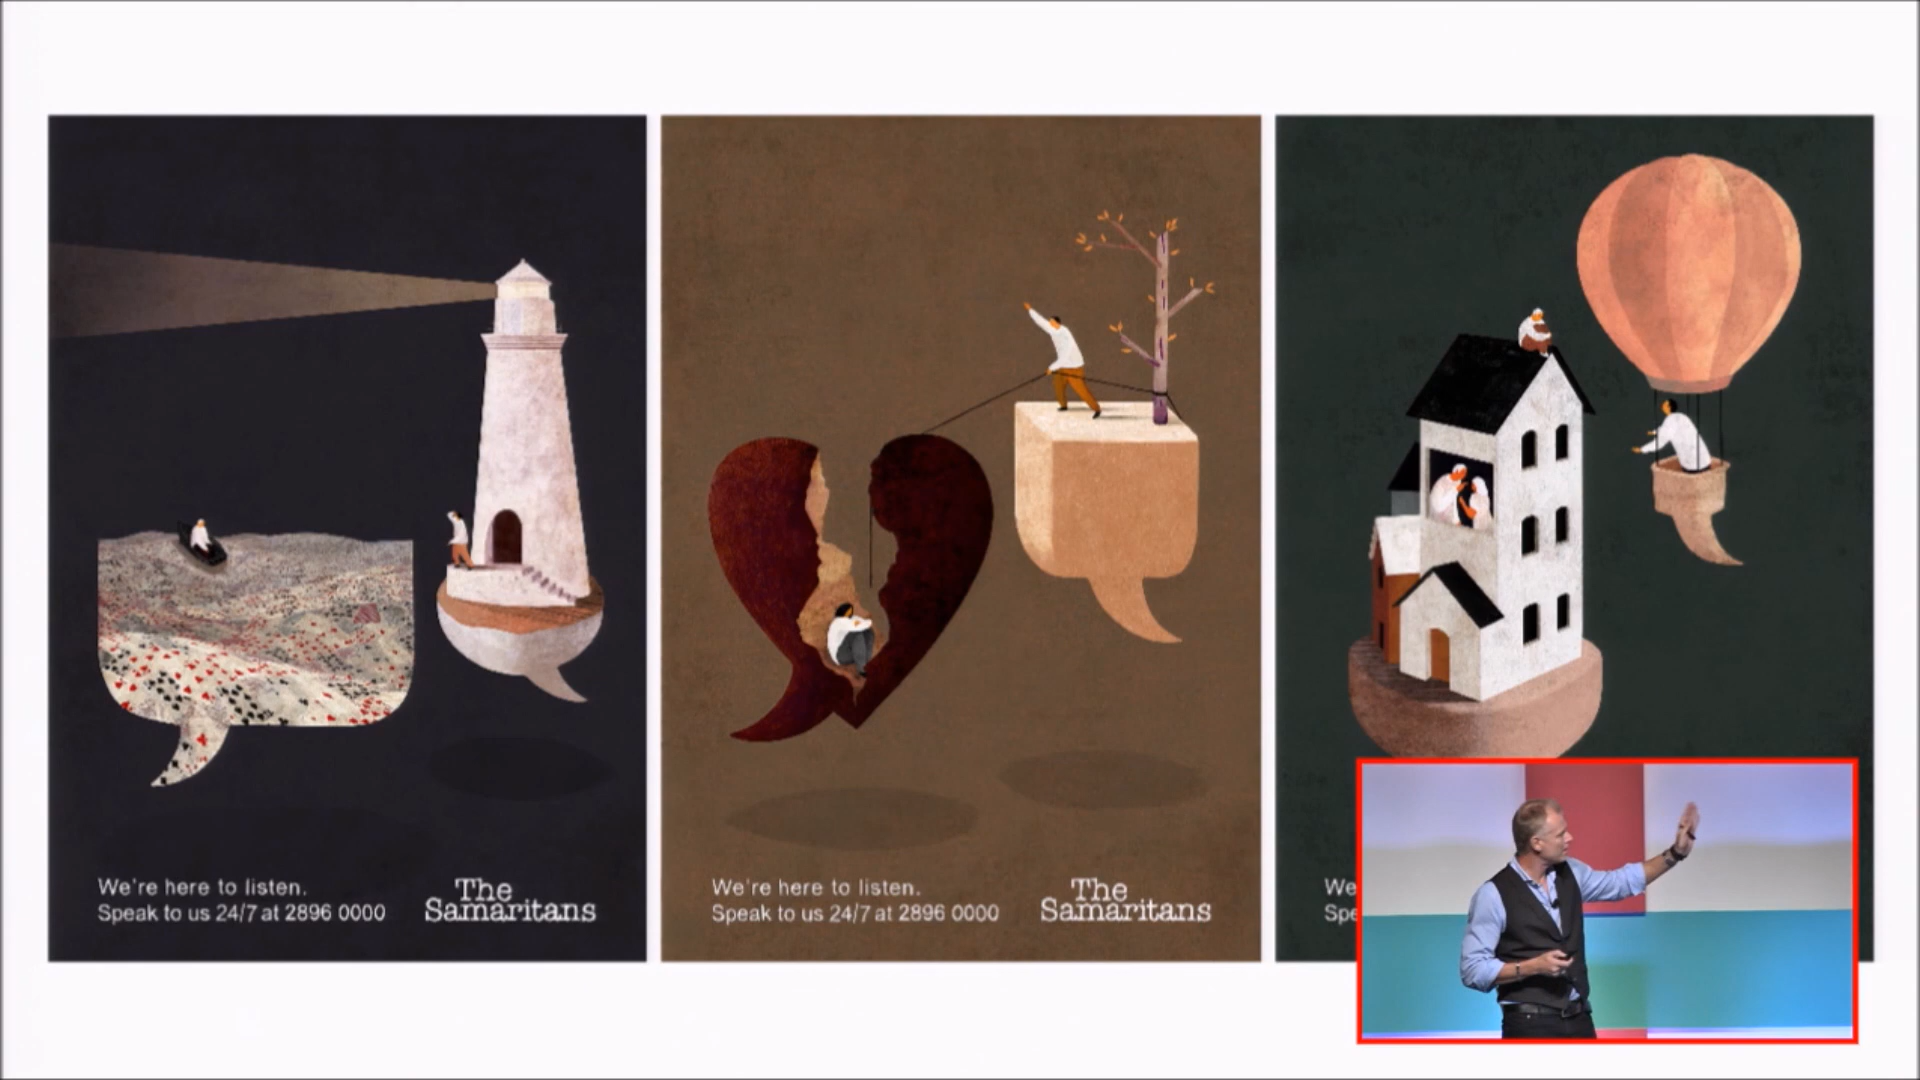 We're here to listen.
Speak to us 24/7 at 2896 0000
The
Samaritans
We're here to listen.
Speak to us 24/7 at 2896 0000
The
Samaritans
We
Spe